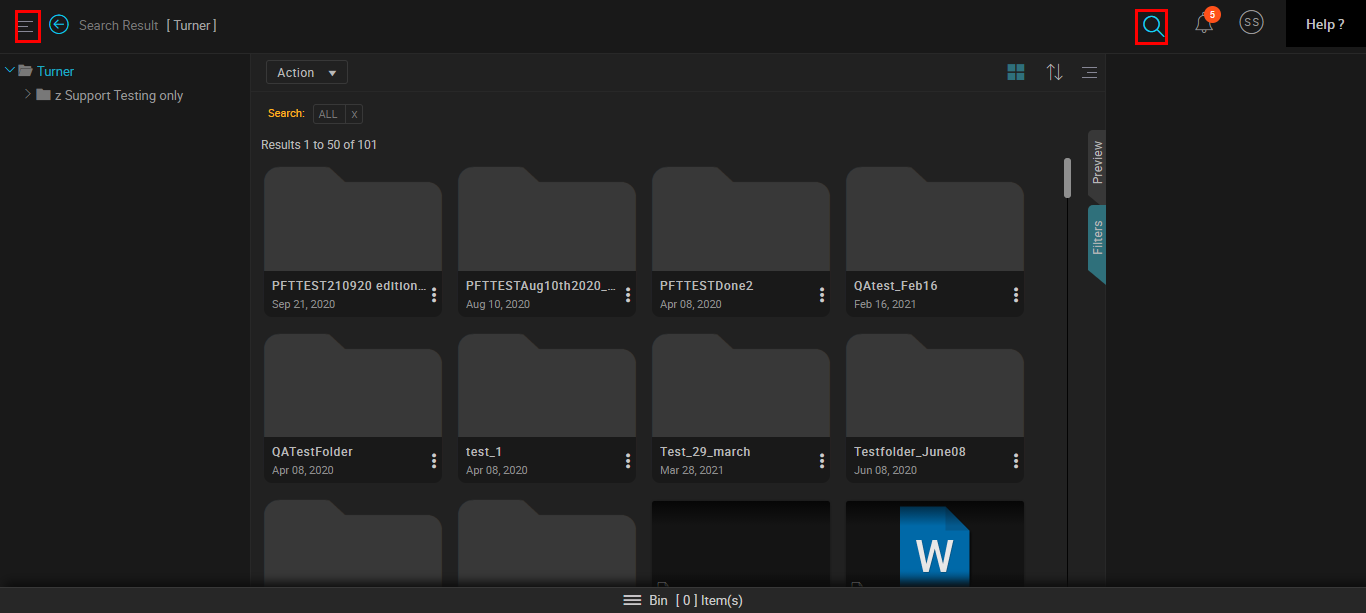 Search Result [ Turner ]
5
SS
Help ?
Turner
z Support Testing only
Action
Search: ALL x
Results 1 to 50 of 101
Preview
Filters
PFTTEST210920 edition...
Sep 21, 2020
PFTTESTAug10th2020_...
Aug 10, 2020
PFTTESTDone2
Apr 08, 2020
QAtest_Feb16
Feb 16, 2021
QATestFolder
Apr 08, 2020
test_1
Apr 08, 2020
Test_29_march
Mar 28, 2021
Testfolder_June08
Jun 08, 2020
W
Bin [ 0 ] Item(s)